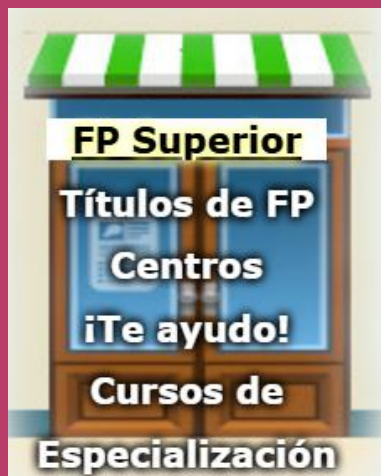 FP Superior
Títulos de FP
Centros
¡Te ayudo!
Cursos de
Especialización